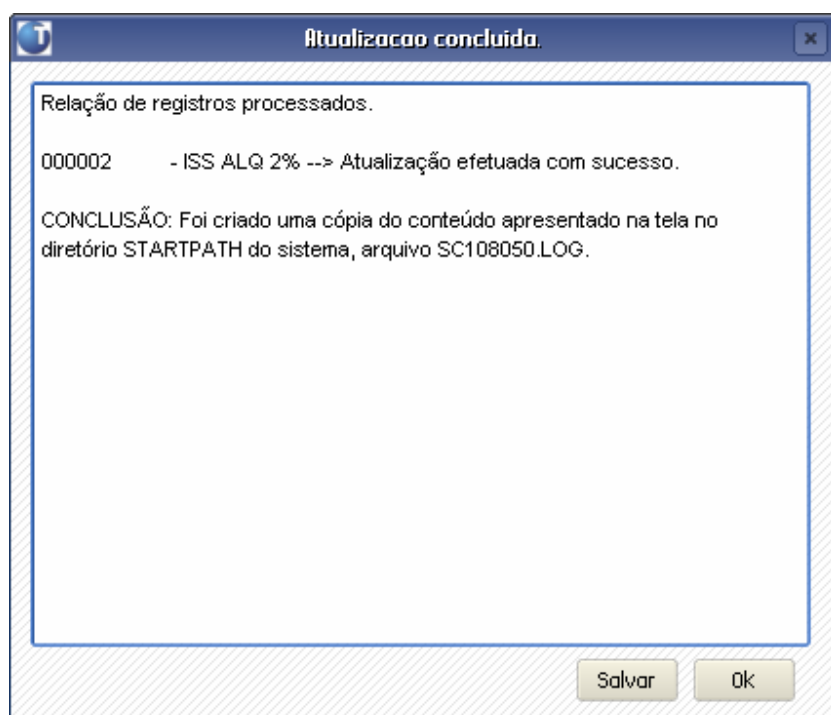 Atualizacao concluida.
Relação de registros processados.
000002 - ISS ALQ 2% --> Atualização efetuada com sucesso.
CONCLUSÃO: Foi criado uma cópia do conteúdo apresentado na tela no
diretório STARTPATH do sistema, arquivo SC108050.LOG.
Salvar Ok